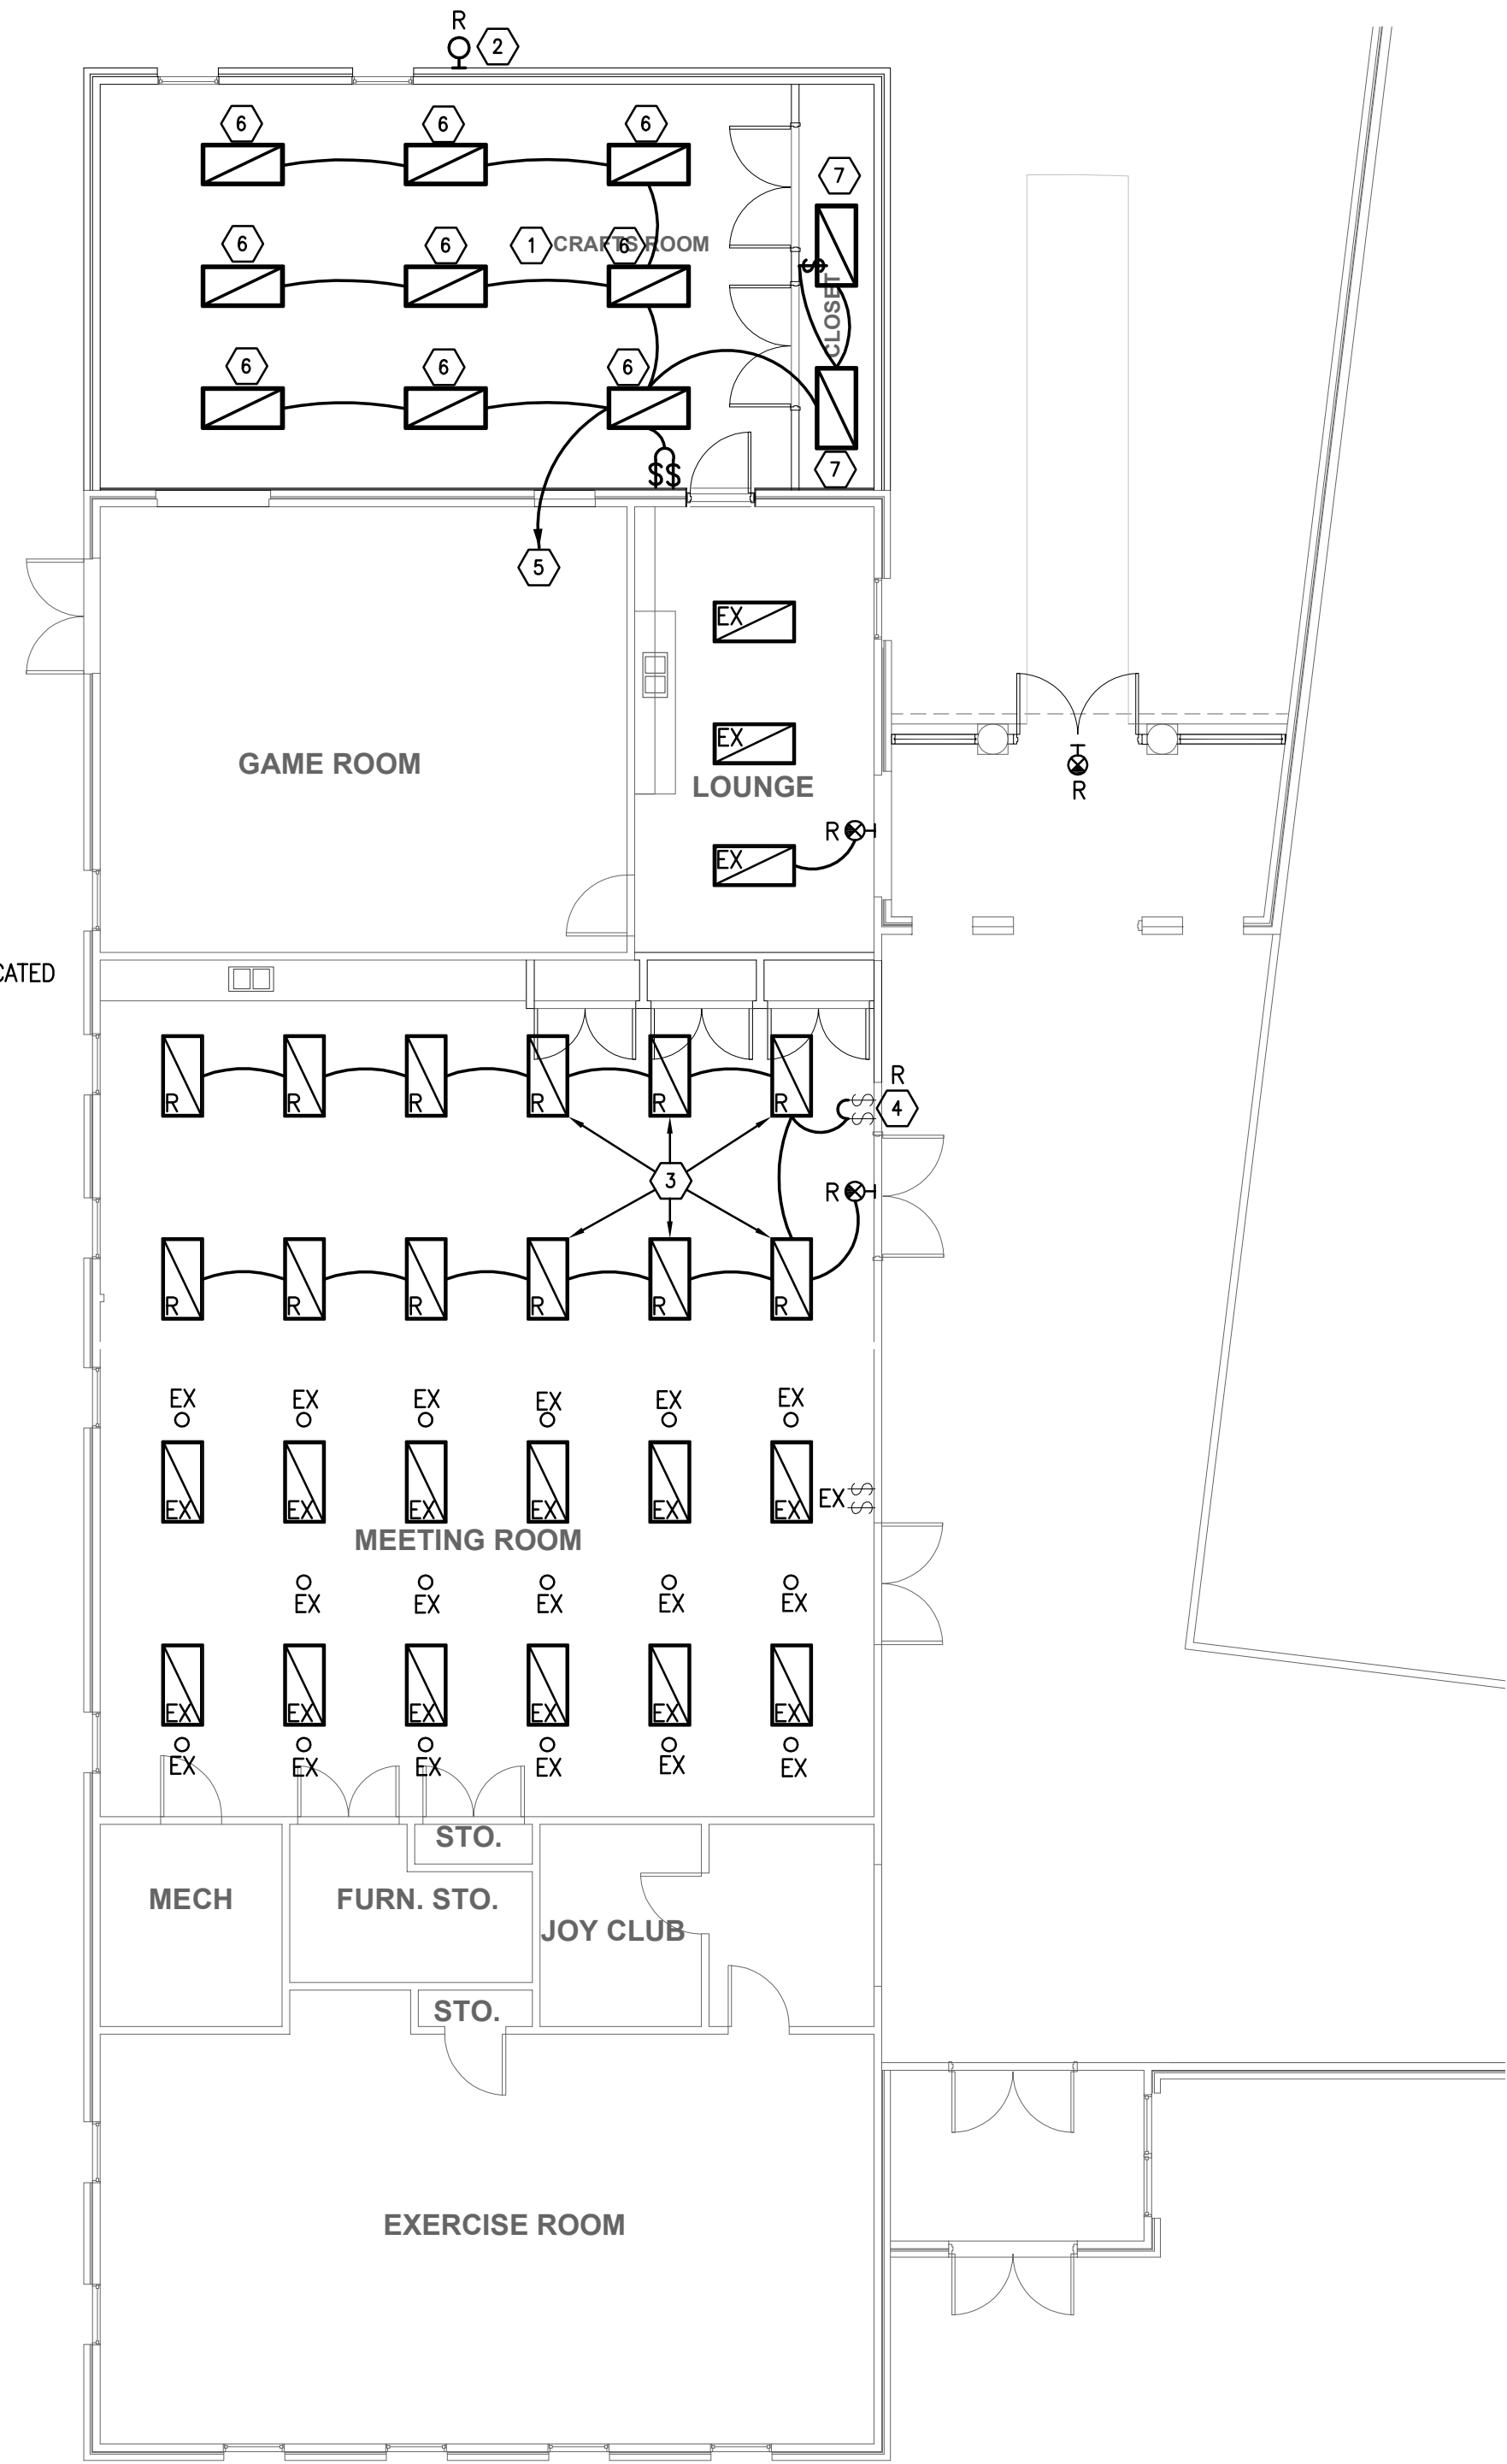 R
2
6 6 6
7
6 6 1 CRAFTS ROOM 6
$
CLOSET
6 6 6
$$
7
5
EX
EX
GAME ROOM
LOUNGE
R
R
EX
CATED
R R R R R R
R
4
$
$
3
R
R R R R R R
EX EX EX EX EX EX
EX EX EX EX EX EX
EX $
$
MEETING ROOM
EX EX EX EX EX
EX EX EX EX EX EX
EX EX EX EX EX EX
STO.
MECH
FURN. STO.
JOY CLUB
STO.
EXERCISE ROOM